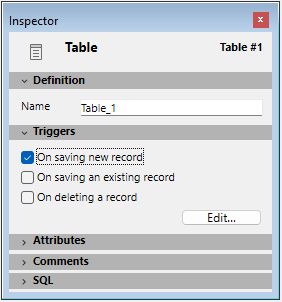 Inspector
Table Table #1
Definition
Name Table_1
Triggers
On saving new record
On saving an existing record
On deleting a record
Edit...
Attributes
Comments
SQL